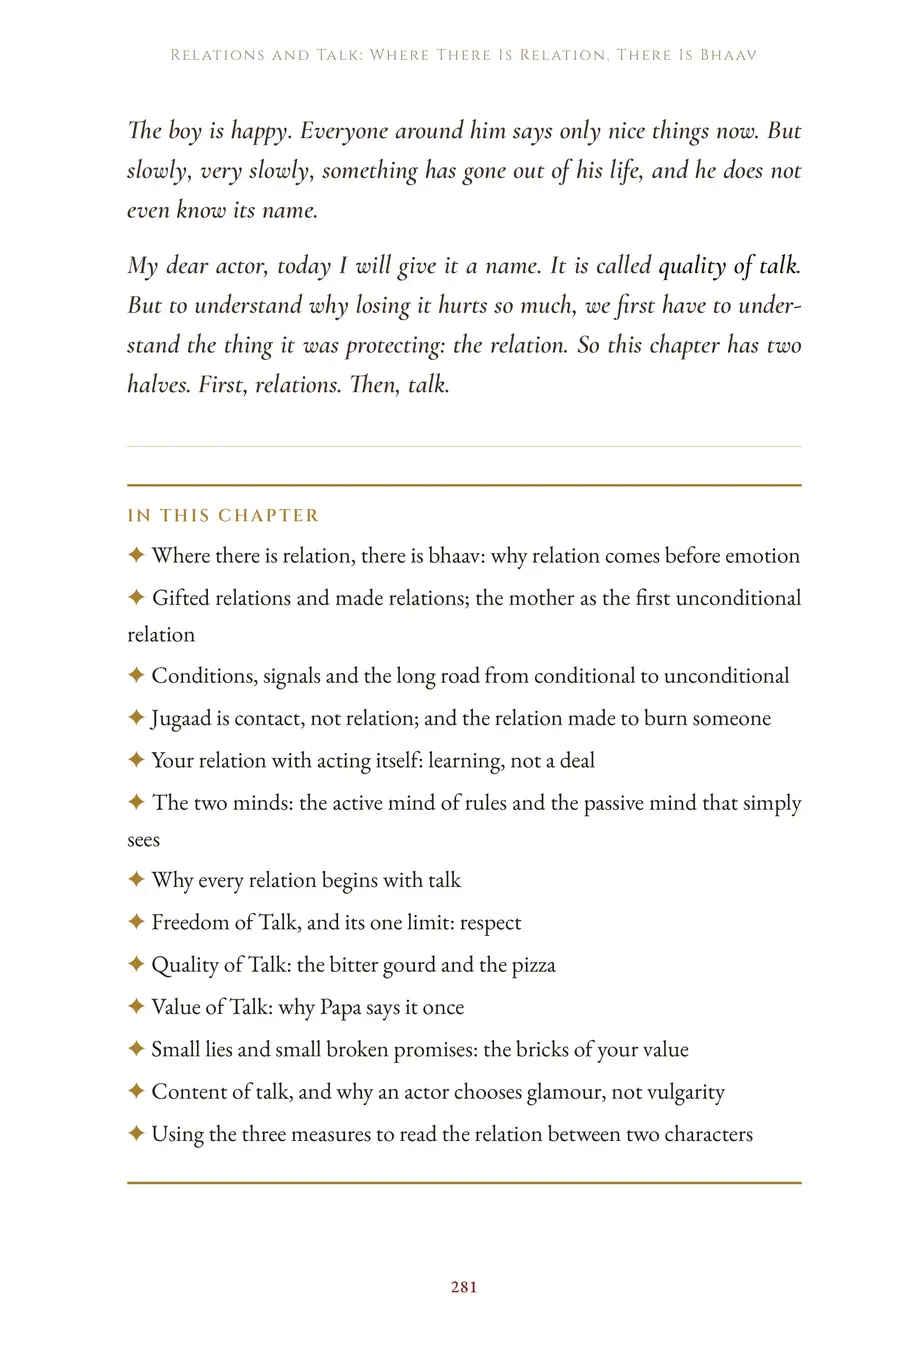 Relations and Talk: Where There Is Relation, There Is Bhaav
The boy is happy. Everyone around him says only nice things now. But
slowly, very slowly, something has gone out of his life, and he does not
even know its name.
My dear actor, today I will give it a name. It is called quality of talk.
But to understand why losing it hurts so much, we first have to under-
stand the thing it was protecting: the relation. So this chapter has two
halves. First, relations. Then, talk.
IN THIS CHAPTER
✦ Where there is relation, there is bhaav: why relation comes before emotion
✦ Gifted relations and made relations; the mother as the first unconditional
relation
✦ Conditions, signals and the long road from conditional to unconditional
✦ Jugaad is contact, not relation; and the relation made to burn someone
✦ Your relation with acting itself: learning, not a deal
✦ The two minds: the active mind of rules and the passive mind that simply
sees
✦ Why every relation begins with talk
✦ Freedom of Talk, and its one limit: respect
✦ Quality of Talk: the bitter gourd and the pizza
✦ Value of Talk: why Papa says it once
✦ Small lies and small broken promises: the bricks of your value
✦ Content of talk, and why an actor chooses glamour, not vulgarity
✦ Using the three measures to read the relation between two characters
281